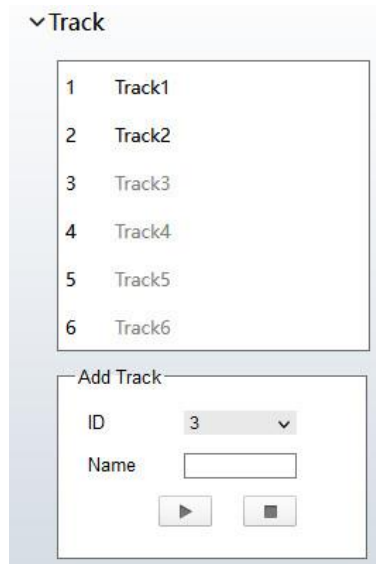 Track
1 Track1
2 Track2
3 Track3
4 Track4
5 Track5
6 Track6
Add Track
ID 3
Name